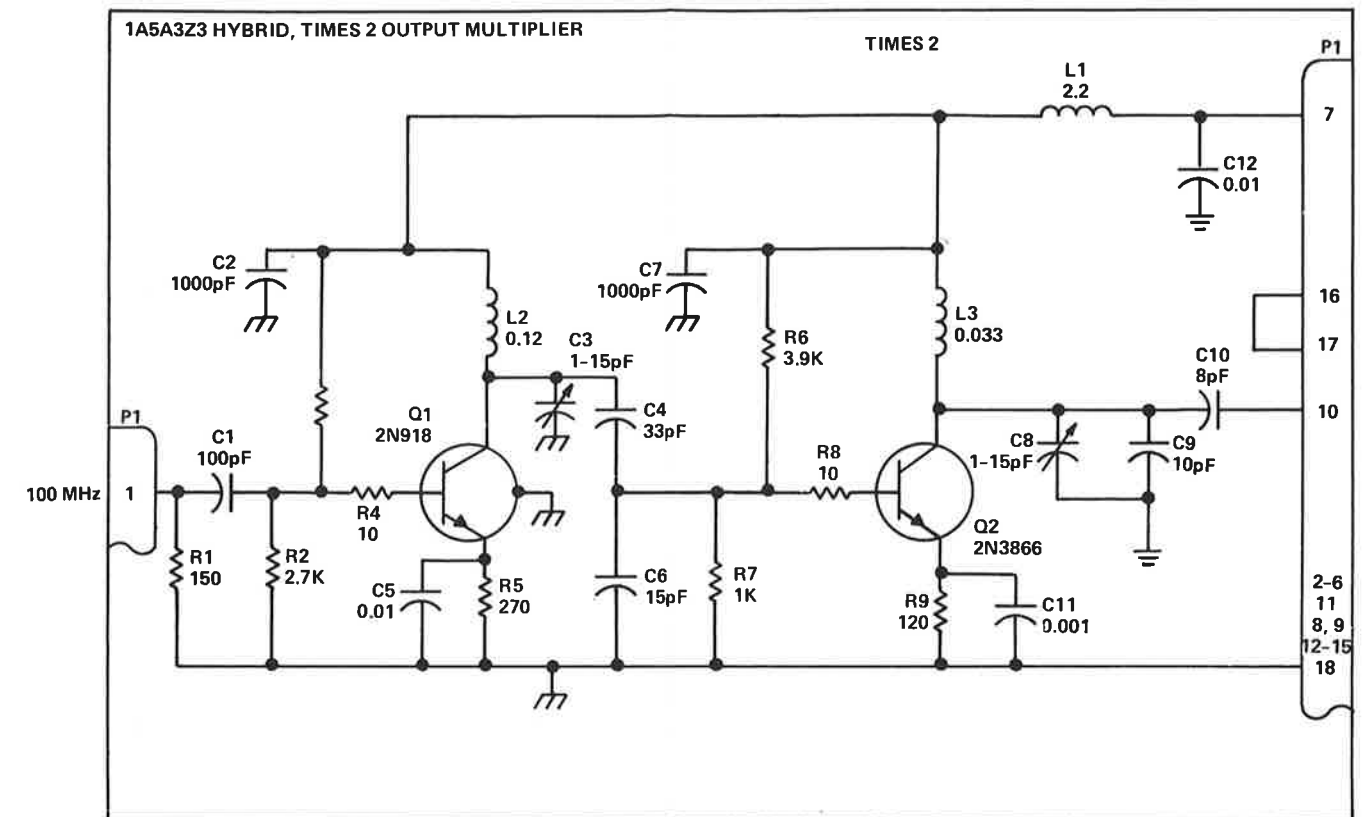 1A5A3Z3 HYBRID, TIMES 2 OUTPUT MULTIPLIER
TIMES 2
P1
L1
2.2
7
C12
0.01
C2
1000pF
C7
1000pF
L2
0.12
C3
1-15pF
R6
3.9K
L3
0.033
16
17
C10
8pF
10
P1
C1
100pF
Q1
2N918
C4
33pF
R8
10
C8
1-15pF
C9
10pF
100 MHz
1
R4
10
Q2
2N3866
R1
150
R2
2.7K
C5
0.01
R5
270
C6
15pF
R7
1K
R9
120
C11
0.001
2-6
11
8, 9
12-15
18